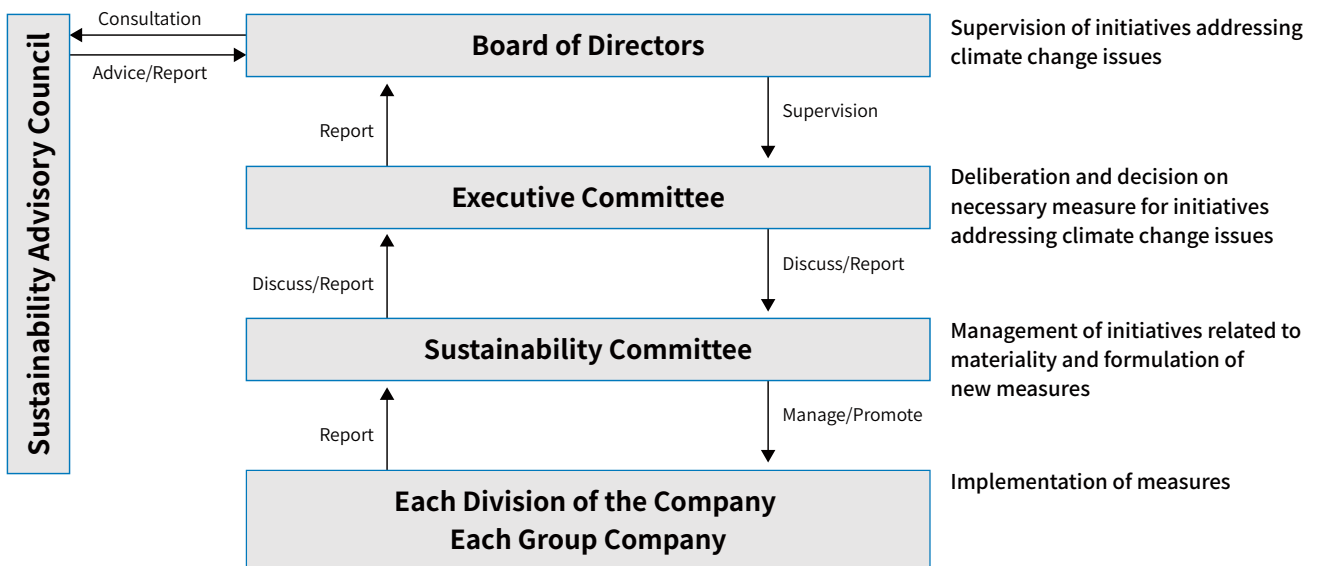 Sustainability Advisory Council
Consultation
Advice/Report
Board of Directors
Supervision of initiatives addressing
climate change issues
Report
Supervision
Executive Committee
Deliberation and decision on
necessary measure for initiatives
addressing climate change issues
Discuss/Report
Discuss/Report
Sustainability Committee
Management of initiatives related to
materiality and formulation of
new measures
Report
Manage/Promote
Each Division of the Company
Each Group Company
Implementation of measures